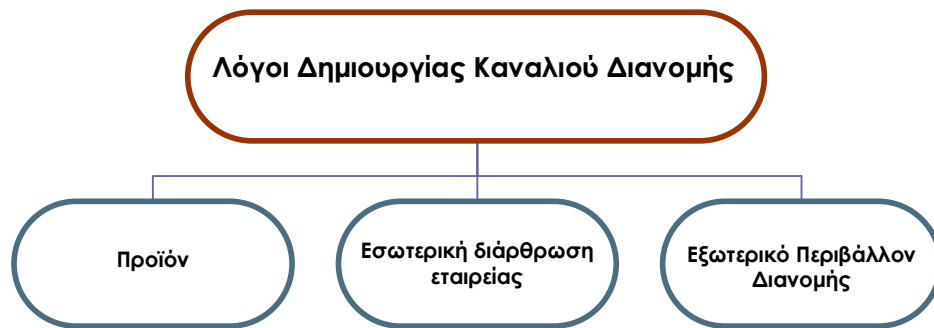 Λόγοι Δημιουργίας Καναλιού Διανομής
Προϊόν
Εσωτερική διάρθρωση
εταιρείας
Εξωτερικό Περιβάλλον
Διανομής